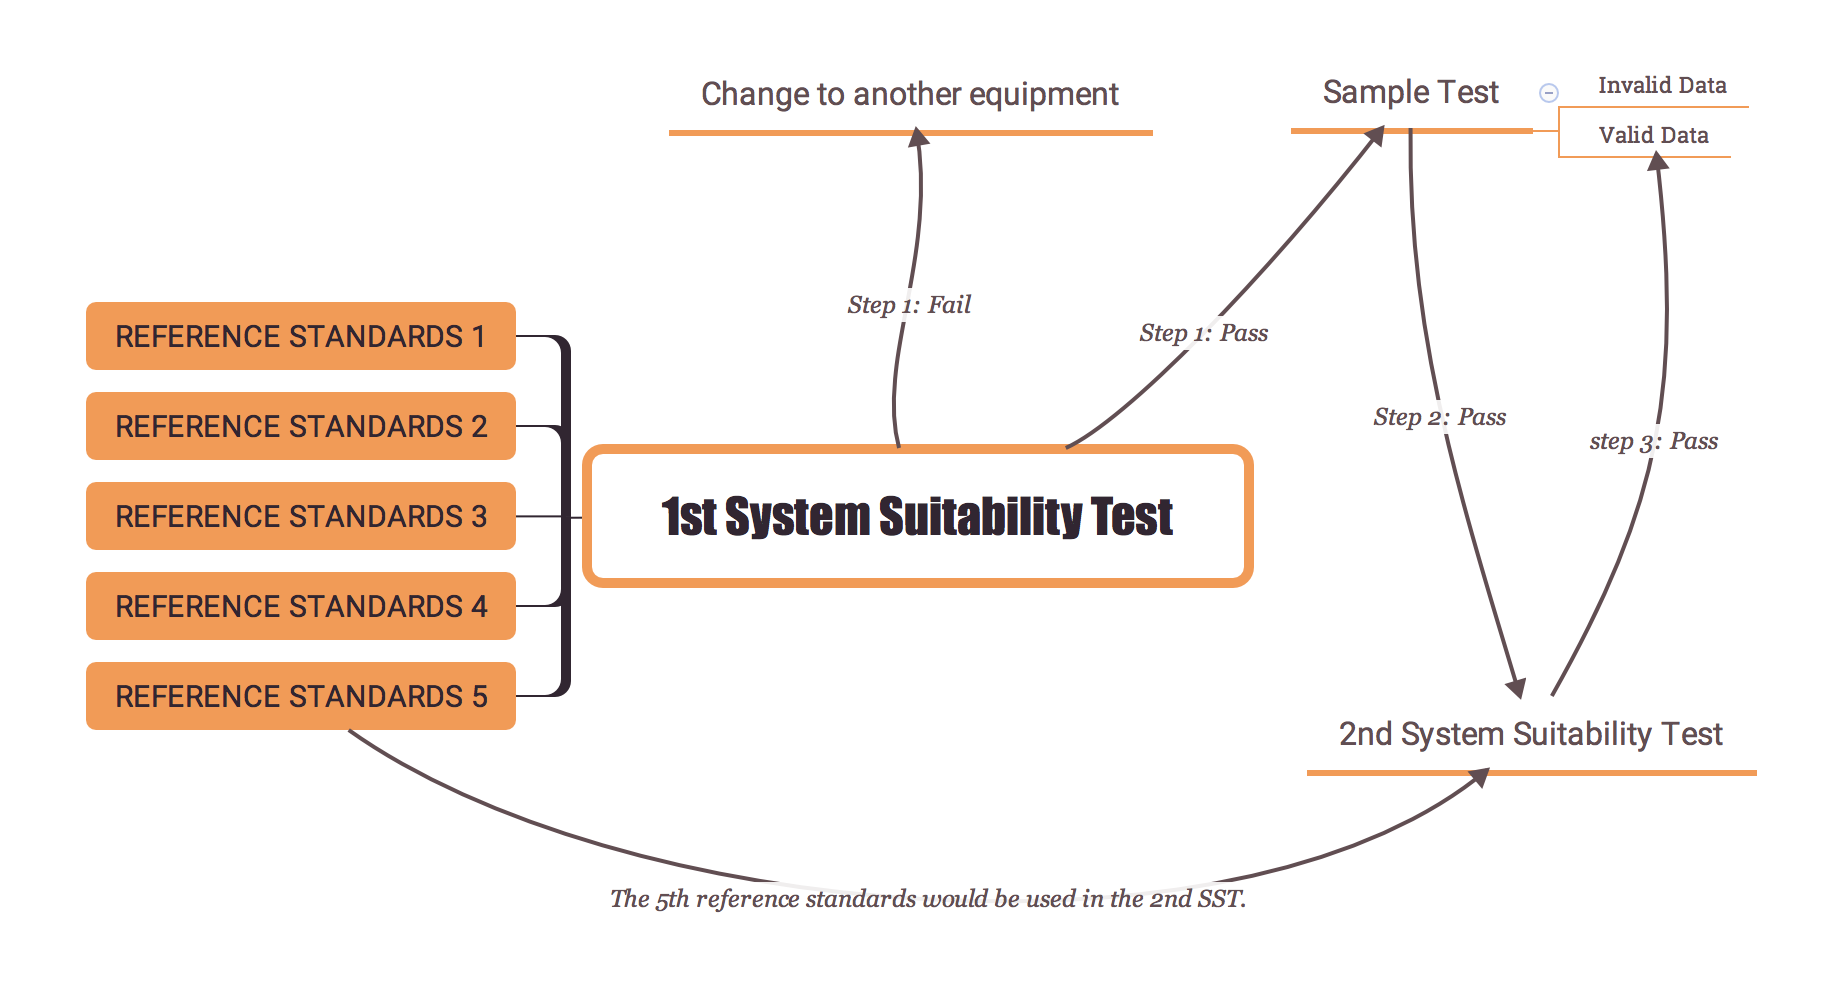 Change to another equipment
Sample Test
Invalid Data
Valid Data
Step 1: Fail
Step 1: Pass
Step 2: Pass
step 3: Pass
REFERENCE STANDARDS 1
REFERENCE STANDARDS 2
REFERENCE STANDARDS 3
REFERENCE STANDARDS 4
REFERENCE STANDARDS 5
1st System Suitability Test
2nd System Suitability Test
The 5th reference standards would be used in the 2nd SST.